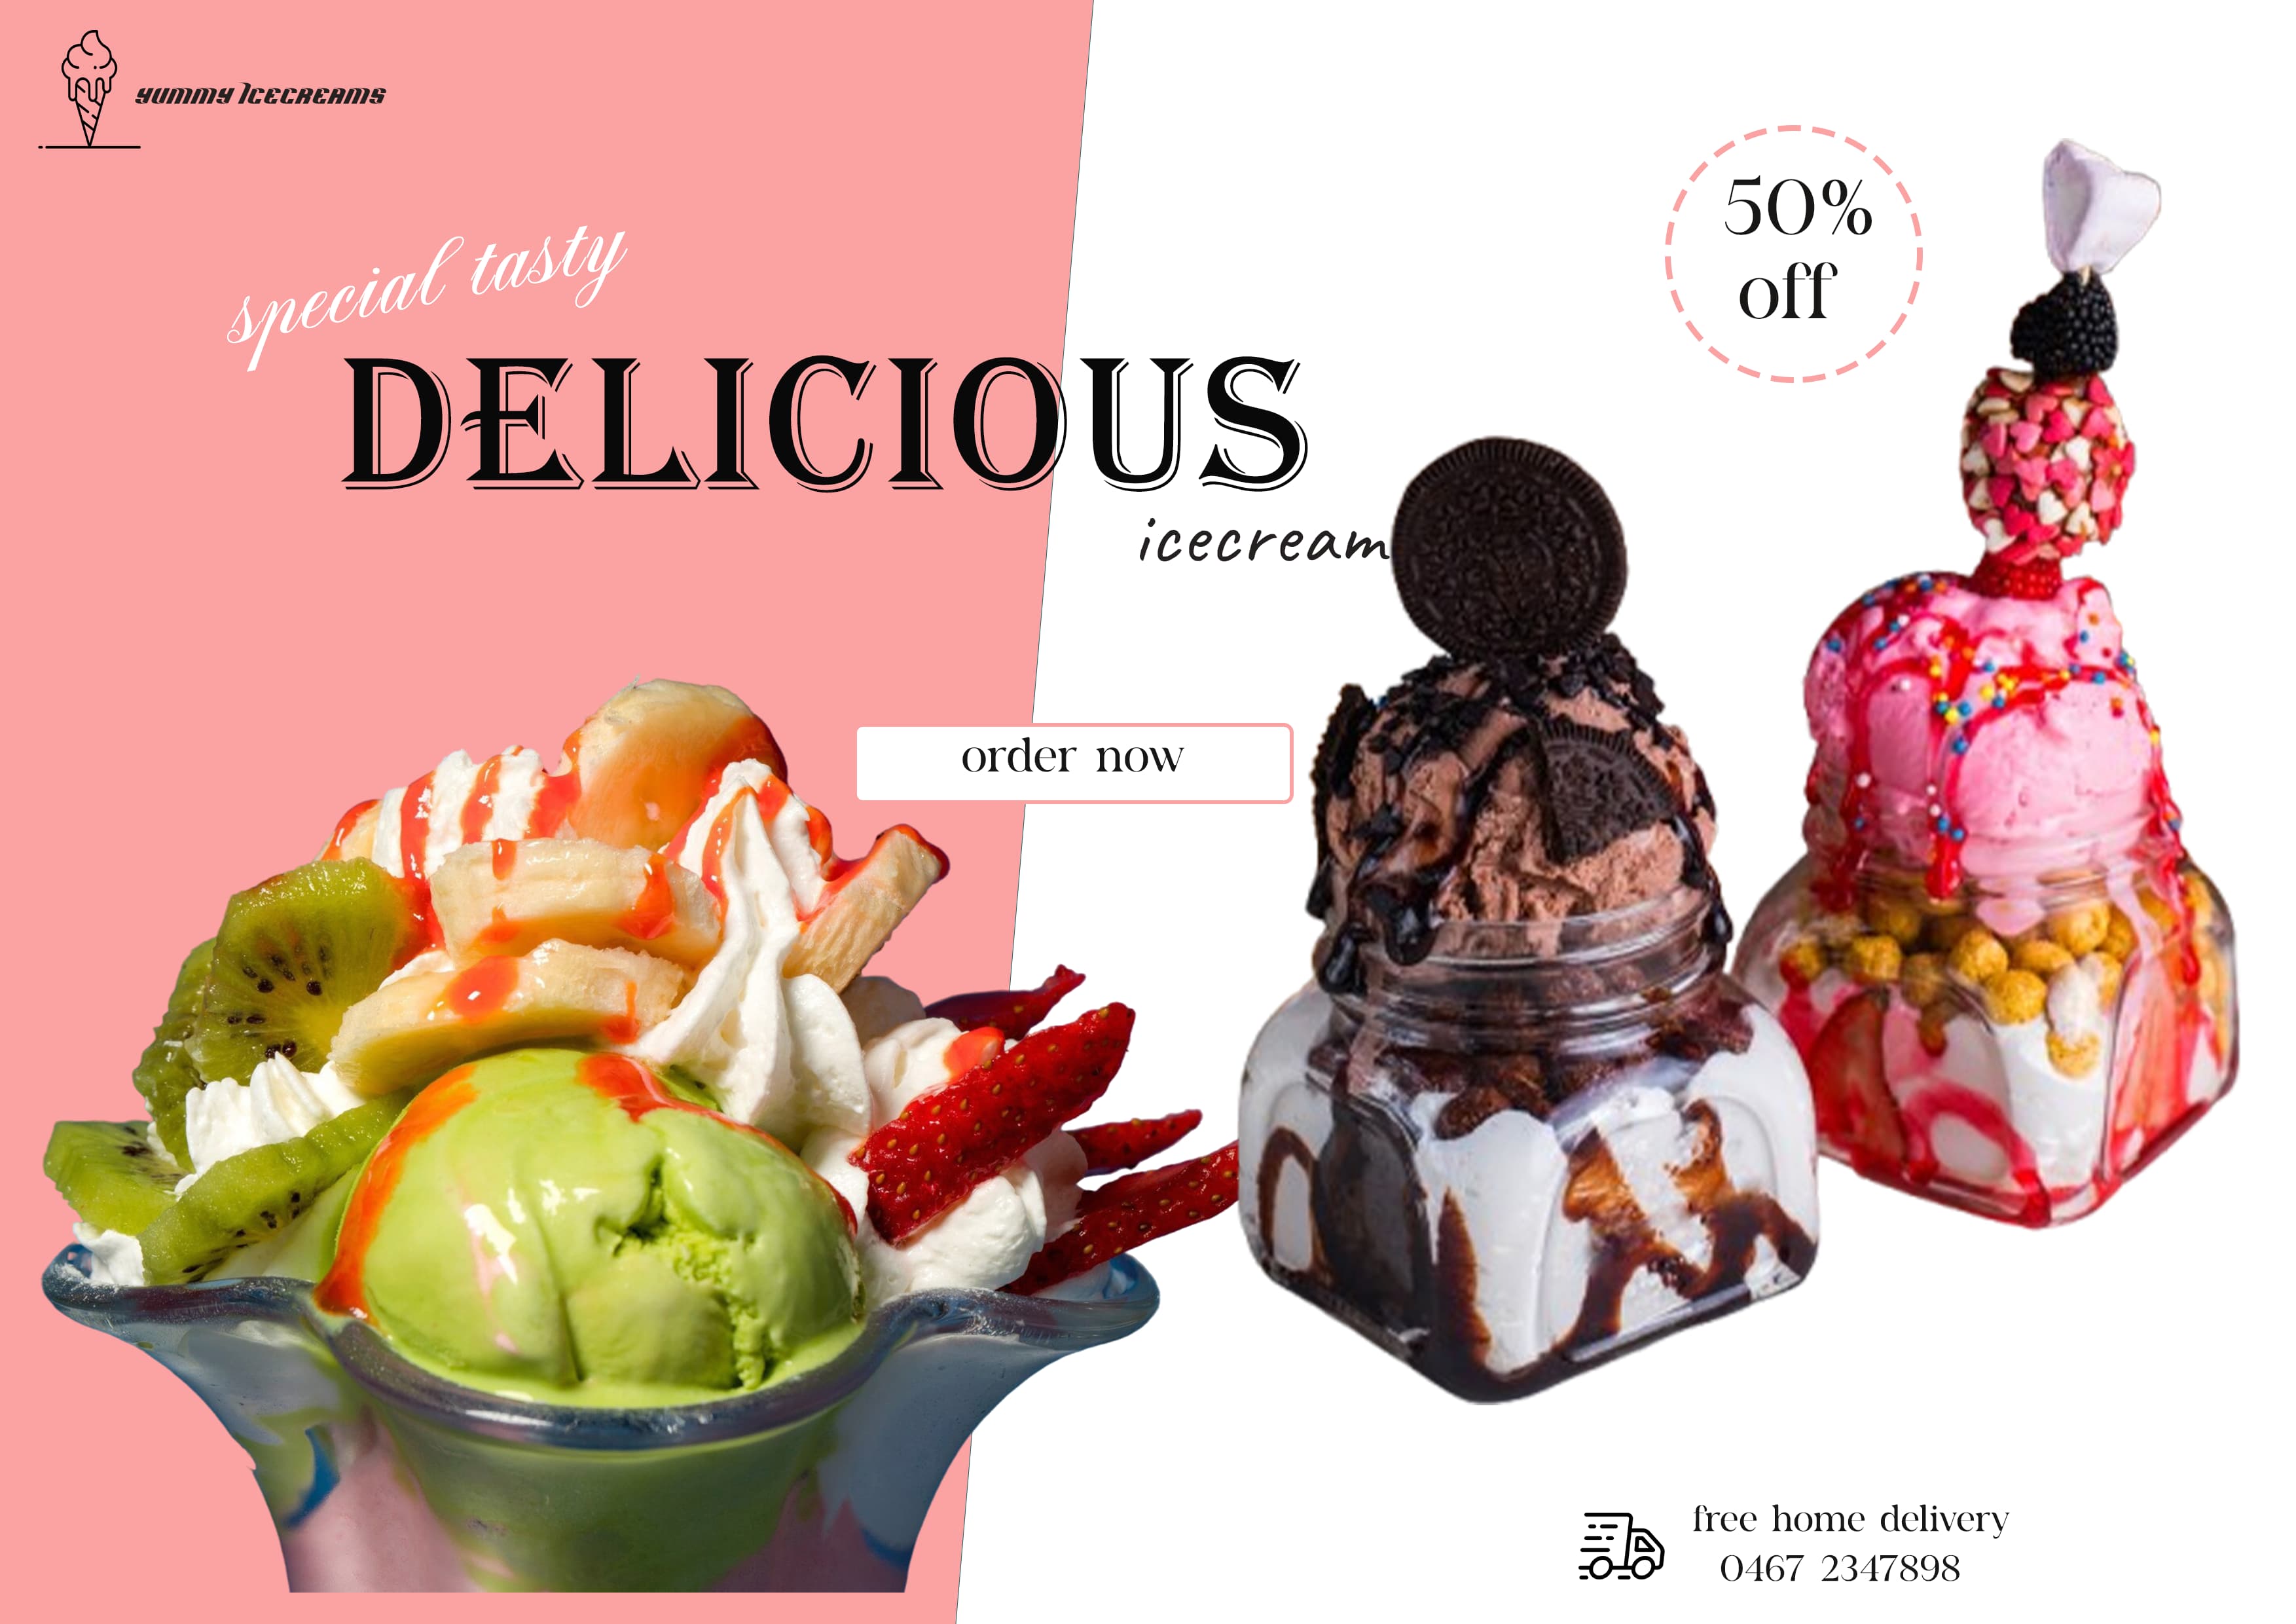 yummy Icecreams
special tasty
DELICIOUS
icecream
50%
off
order now
free home delivery
0467 2347898